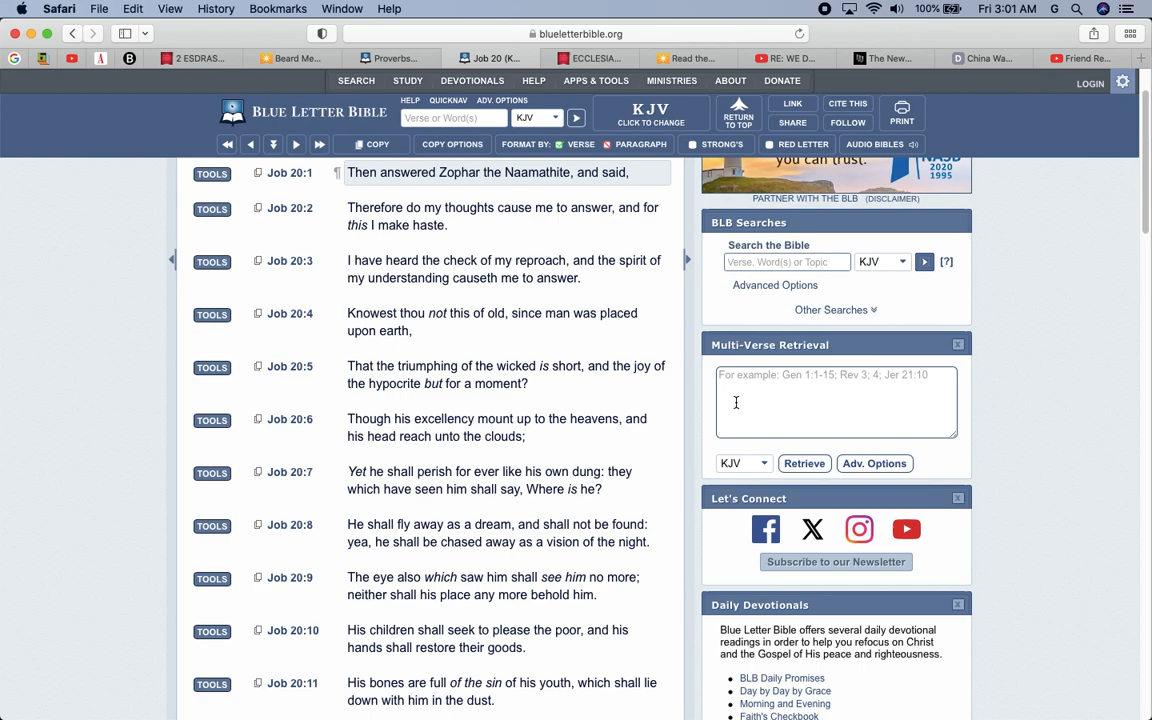 Safari File Edit View History Bookmarks Window Help 100% Fri 3:01 AM G
blueletterbible.org
2 ESDRAS... Beard Me... Proverbs... Job 20 (K... ECCLESIA... Read the... RE: WE D... The New... China Wa... Friend Re...
SEARCH STUDY DEVOTIONALS HELP APPS & TOOLS MINISTRIES ABOUT DONATE LOGIN
BLUE LETTER BIBLE
HELP QUICKNAV ADV. OPTIONS
Verse or Word(s) KJV
KJV
CLICK TO CHANGE
RETURN
TO TOP
LINK CITE THIS
SHARE FOLLOW
PRINT
COPY COPY OPTIONS FORMAT BY: VERSE PARAGRAPH STRONG'S RED LETTER AUDIO BIBLES
TOOLS Job 20:1 ¶ Then answered Zophar the Naamathite, and said,
TOOLS Job 20:2 Therefore do my thoughts cause me to answer, and for
this I make haste.
TOOLS Job 20:3 I have heard the check of my reproach, and the spirit of
my understanding causeth me to answer.
TOOLS Job 20:4 Knowest thou not this of old, since man was placed
upon earth,
TOOLS Job 20:5 That the triumphing of the wicked is short, and the joy of
the hypocrite but for a moment?
TOOLS Job 20:6 Though his excellency mount up to the heavens, and
his head reach unto the clouds;
TOOLS Job 20:7 Yet he shall perish for ever like his own dung: they
which have seen him shall say, Where is he?
TOOLS Job 20:8 He shall fly away as a dream, and shall not be found:
yea, he shall be chased away as a vision of the night.
TOOLS Job 20:9 The eye also which saw him shall see him no more;
neither shall his place any more behold him.
TOOLS Job 20:10 His children shall seek to please the poor, and his
hands shall restore their goods.
TOOLS Job 20:11 His bones are full of the sin of his youth, which shall lie
down with him in the dust.
you can trust.
NASB
2020
1995
PARTNER WITH THE BLB (DISCLAIMER)
BLB Searches
Search the Bible
Verse, Word(s) or Topic KJV [?]
Advanced Options
Other Searches
Multi-Verse Retrieval
For example: Gen 1:1-15; Rev 3; 4; Jer 21:10
KJV Retrieve Adv. Options
Let's Connect
Subscribe to our Newsletter
Daily Devotionals
Blue Letter Bible offers several daily devotional
readings in order to help you refocus on Christ
and the Gospel of His peace and righteousness.
BLB Daily Promises
Day by Day by Grace
Morning and Evening
Faith's Checkbook